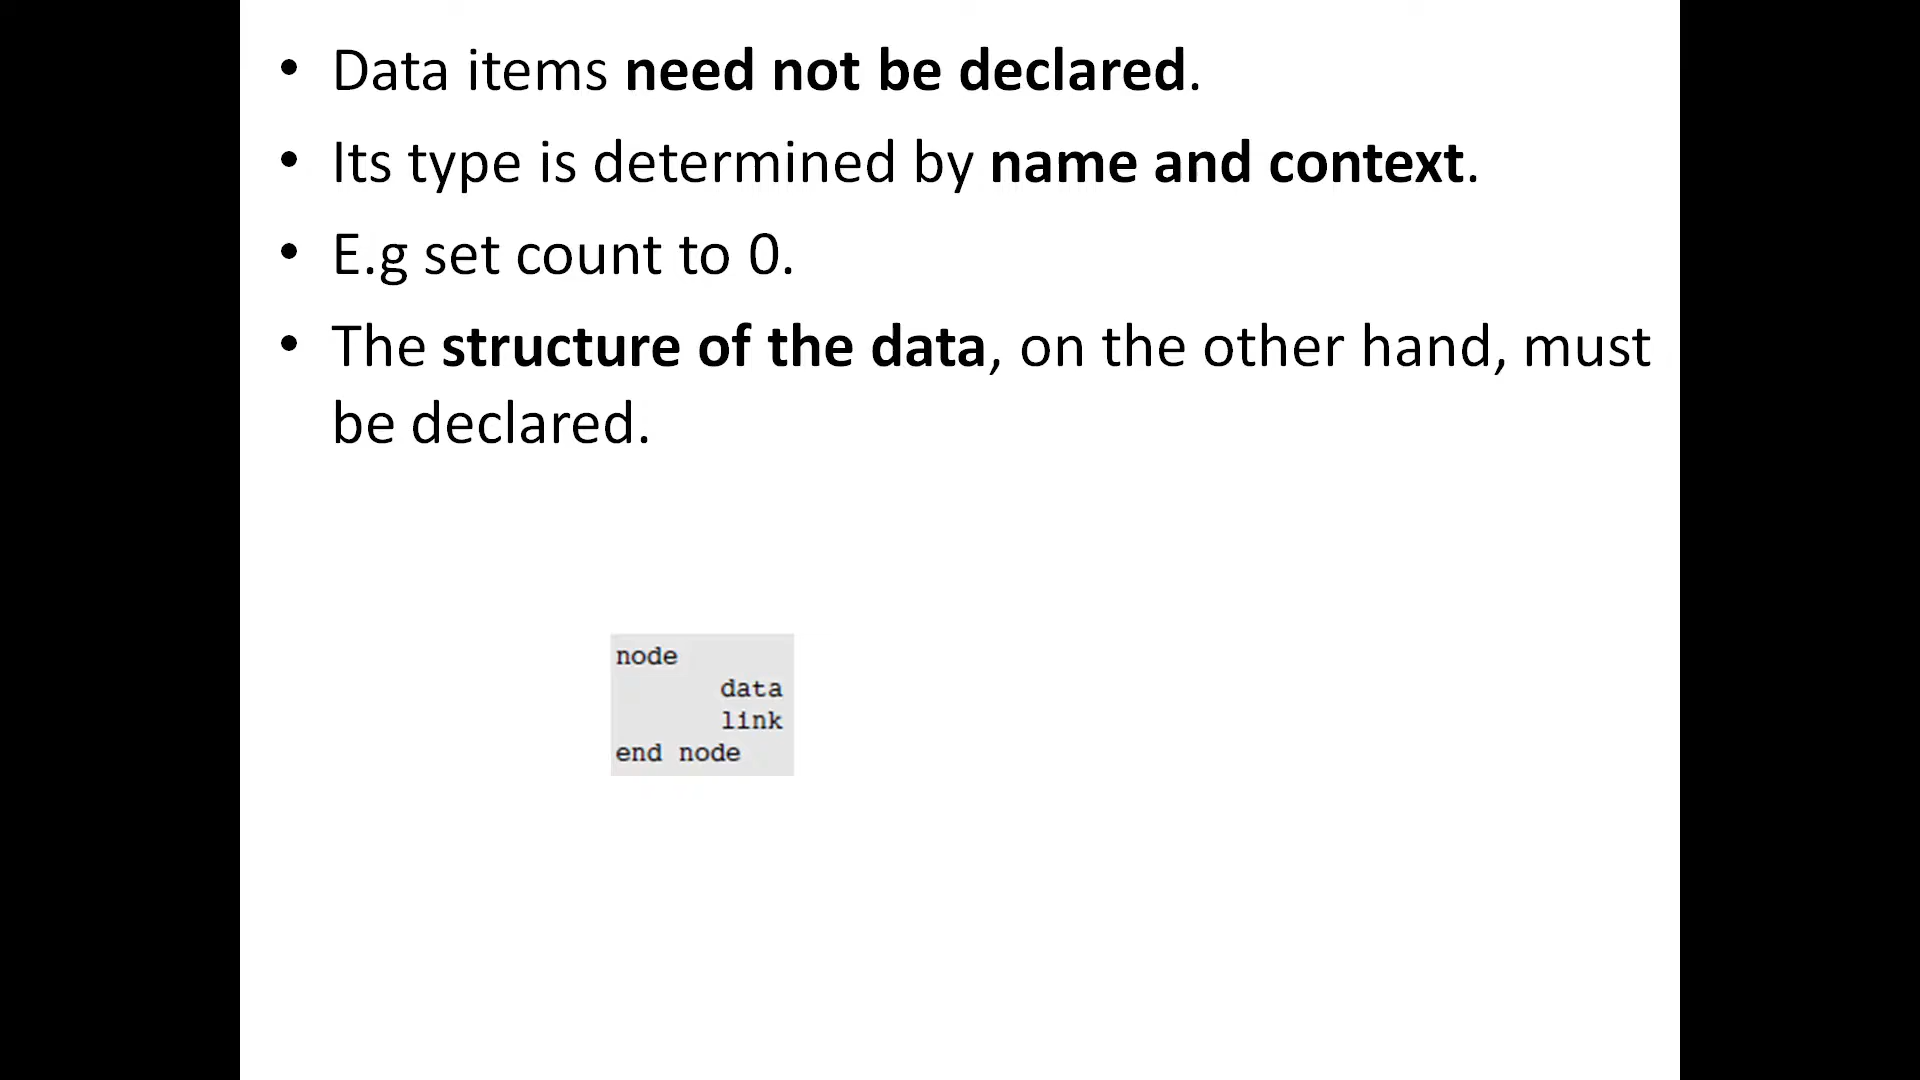 • Data items need not be declared.
• Its type is determined by name and context.
• E.g set count to 0.
• The structure of the data, on the other hand, must
be declared.
node
data
link
end node